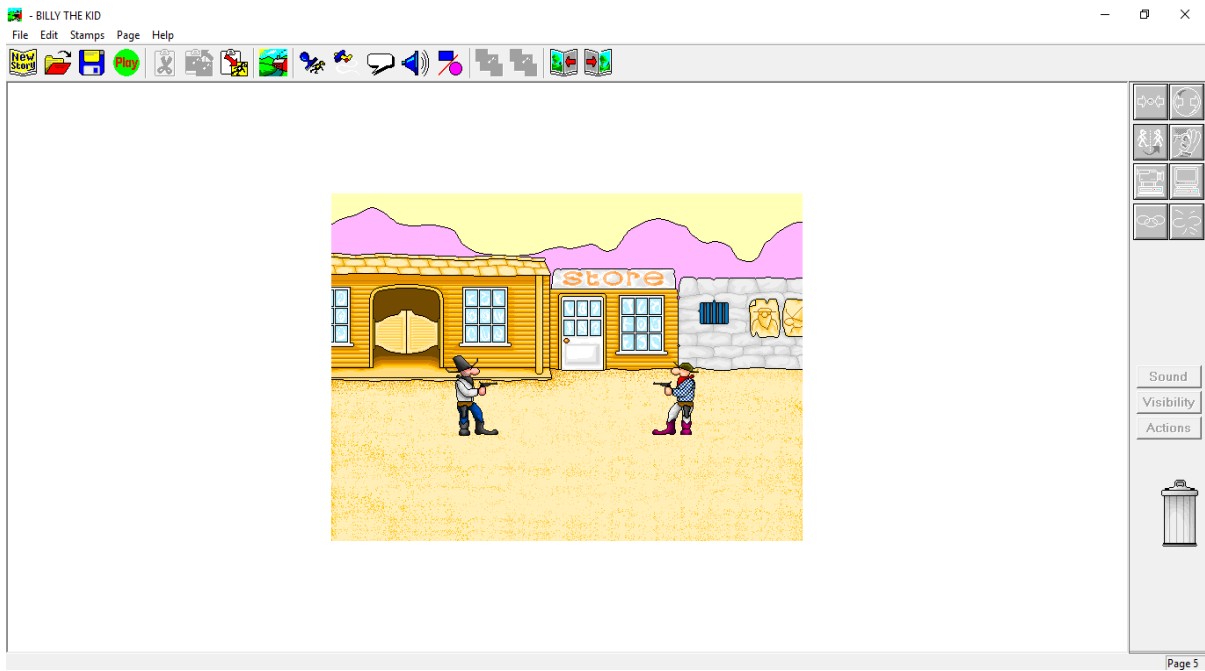 - BILLY THE KID
File Edit Stamps Page Help
New Story Play
store
Sound
Visibility
Actions
Page 5